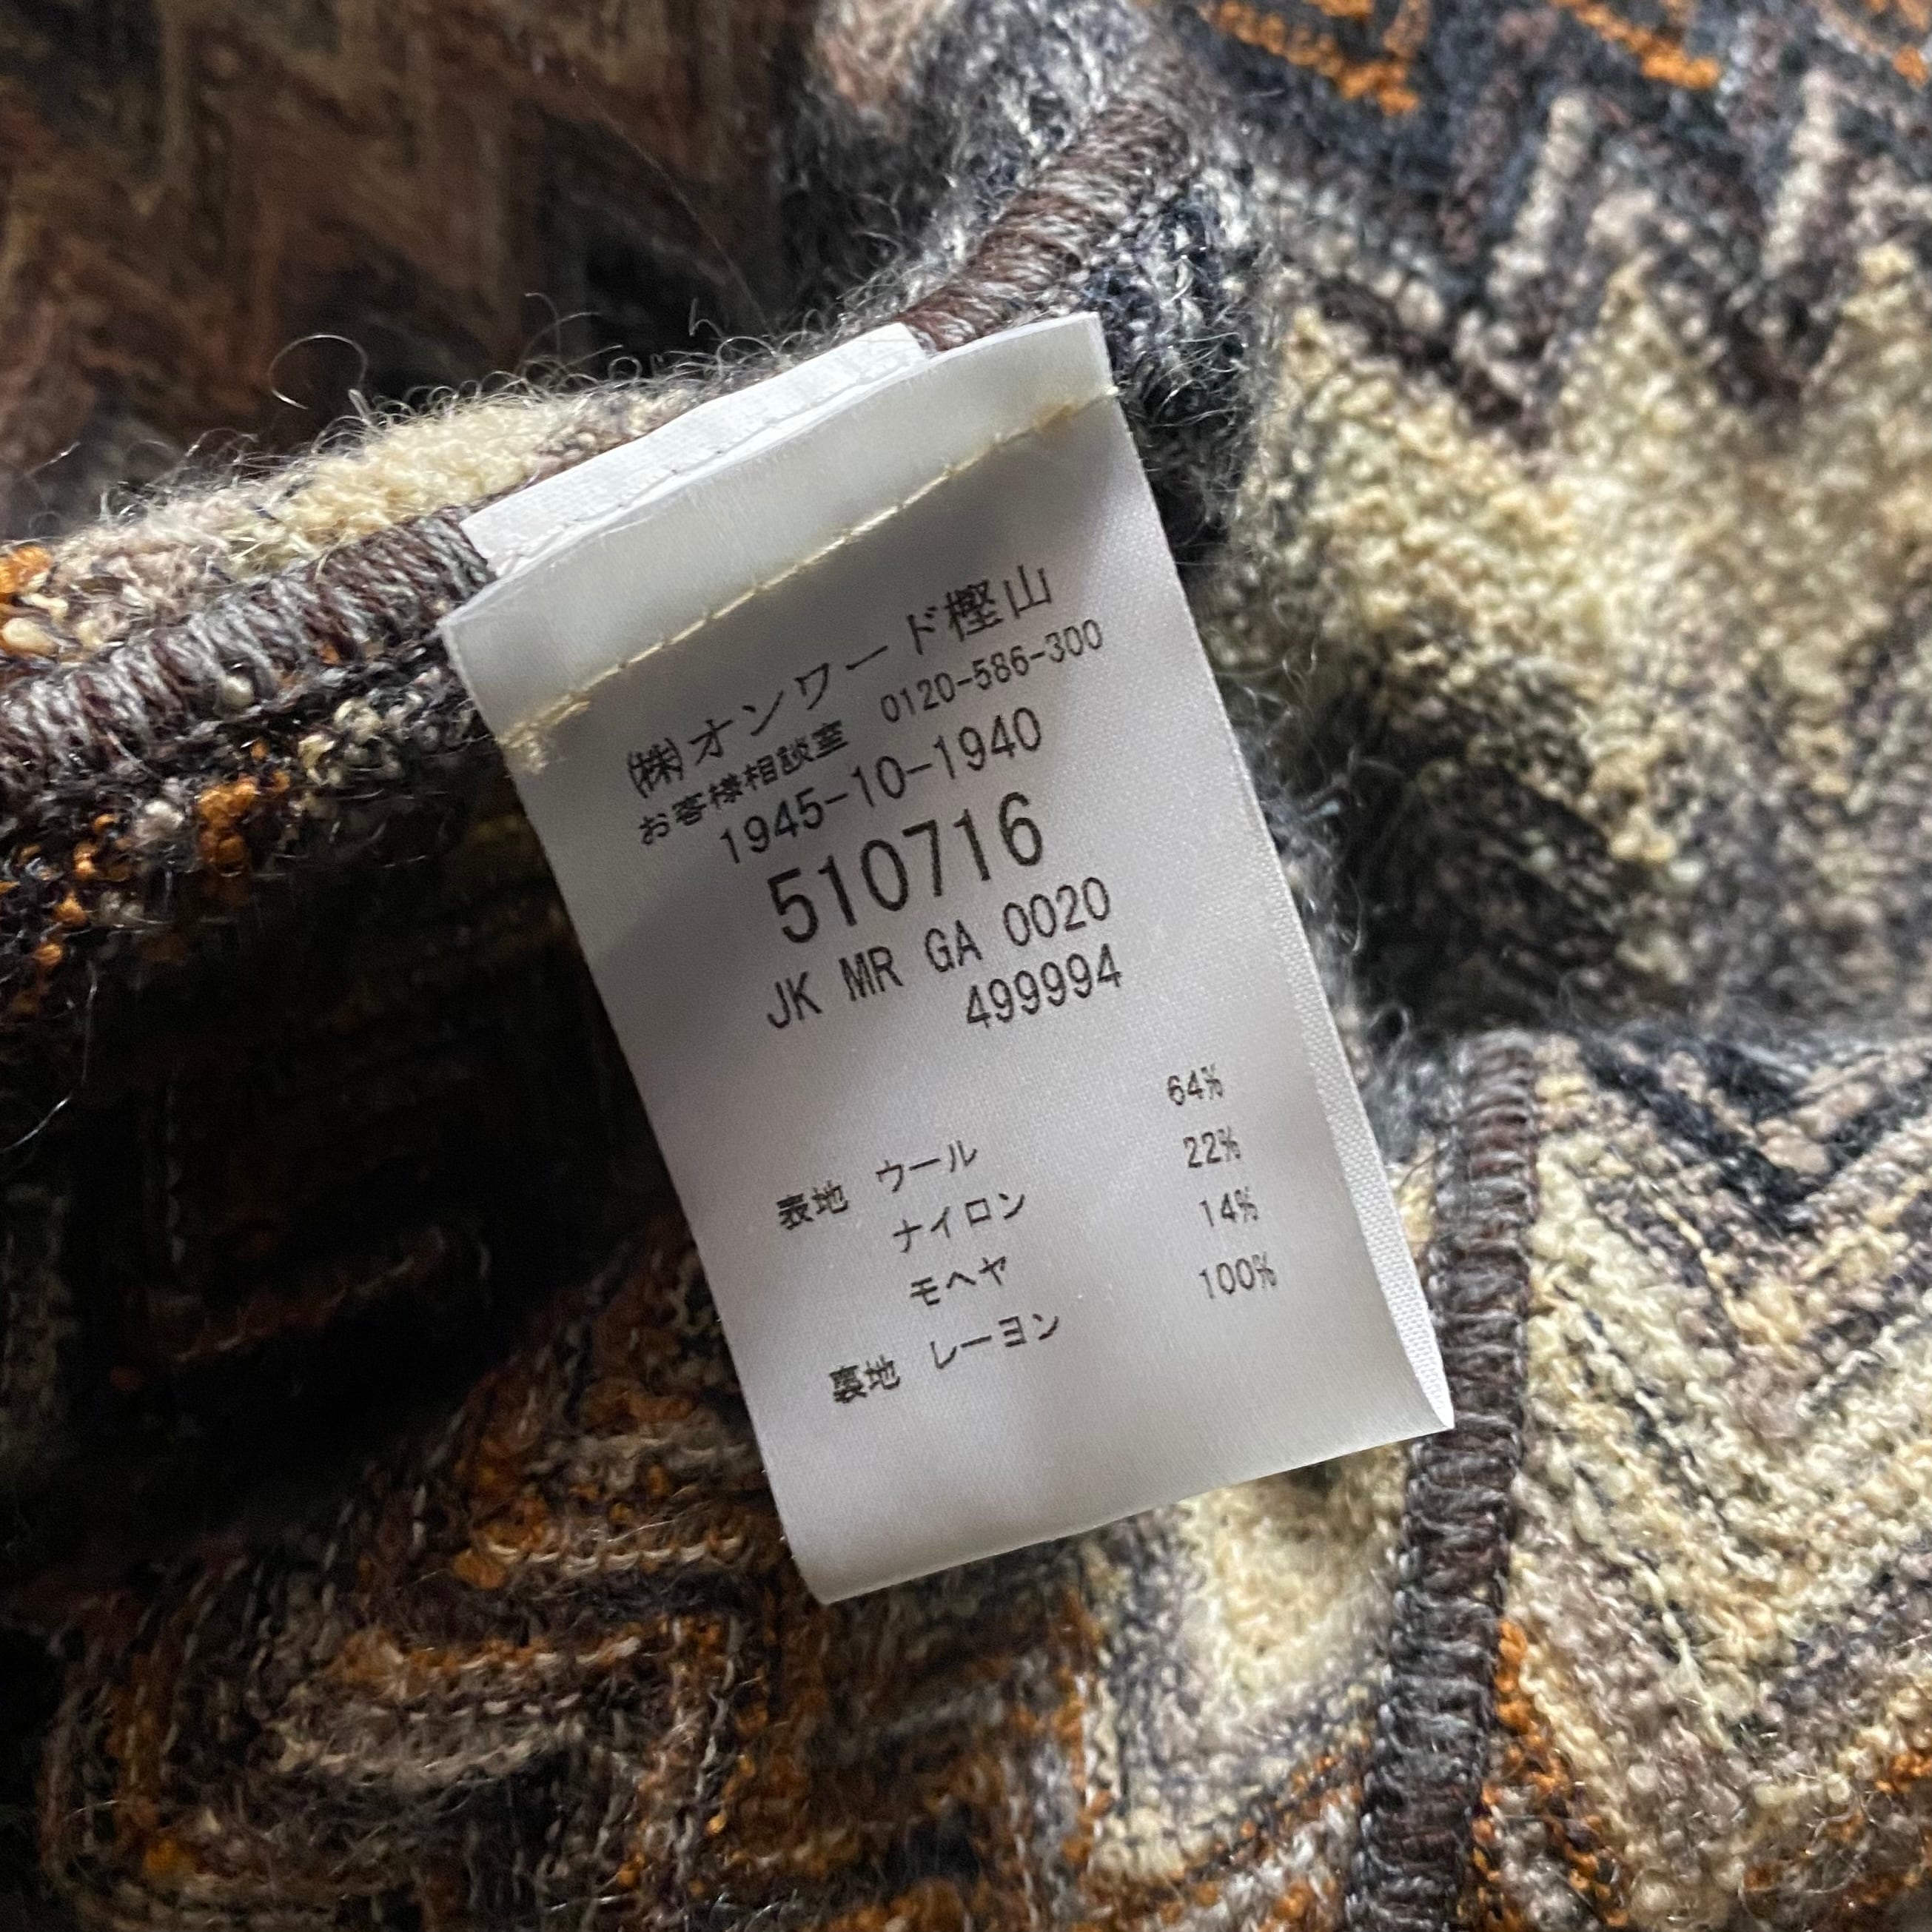 ㈱オンワード樫山
お客様相談室 0120-586-300
1945-10-1940
510716
JK MR GA 0020
499994
表地 ウール 64%
ナイロン 22%
モヘヤ 14%
裏地 レーヨン 100%